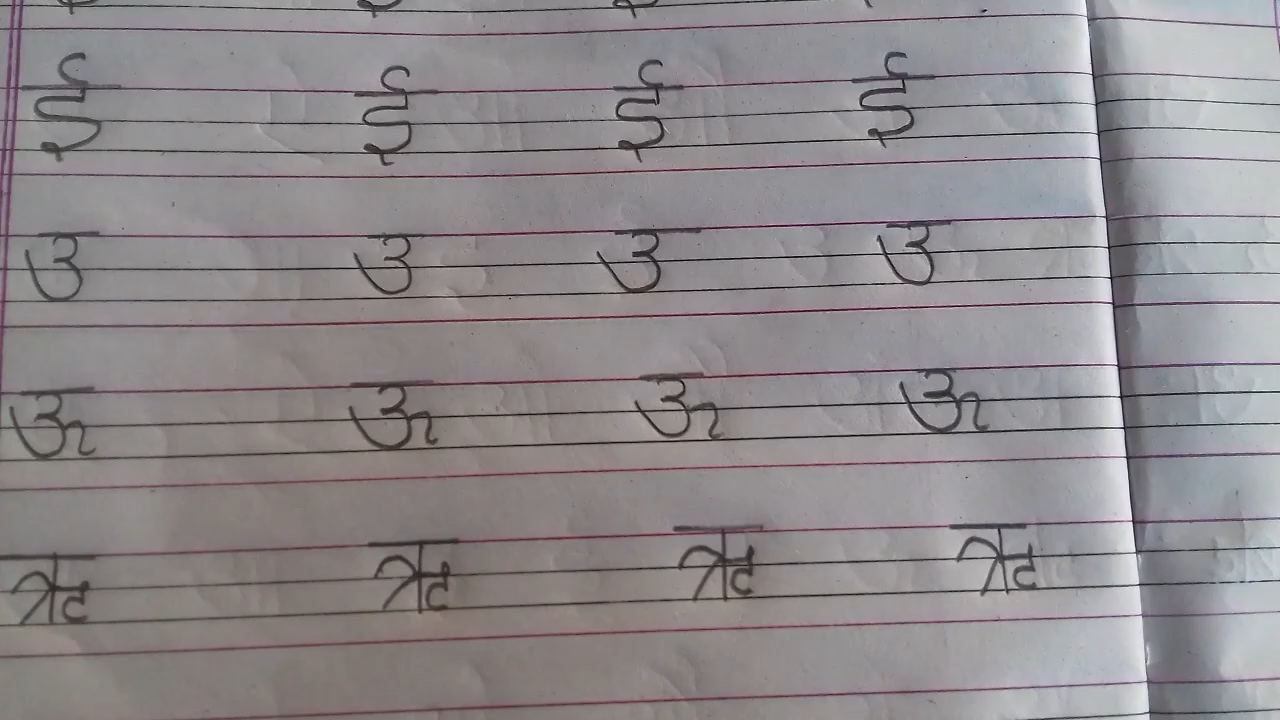 ई ई ई ई
उ उ उ उ
ऊ ऊ ऊ ऊ
ऋ ऋ ऋ ऋ